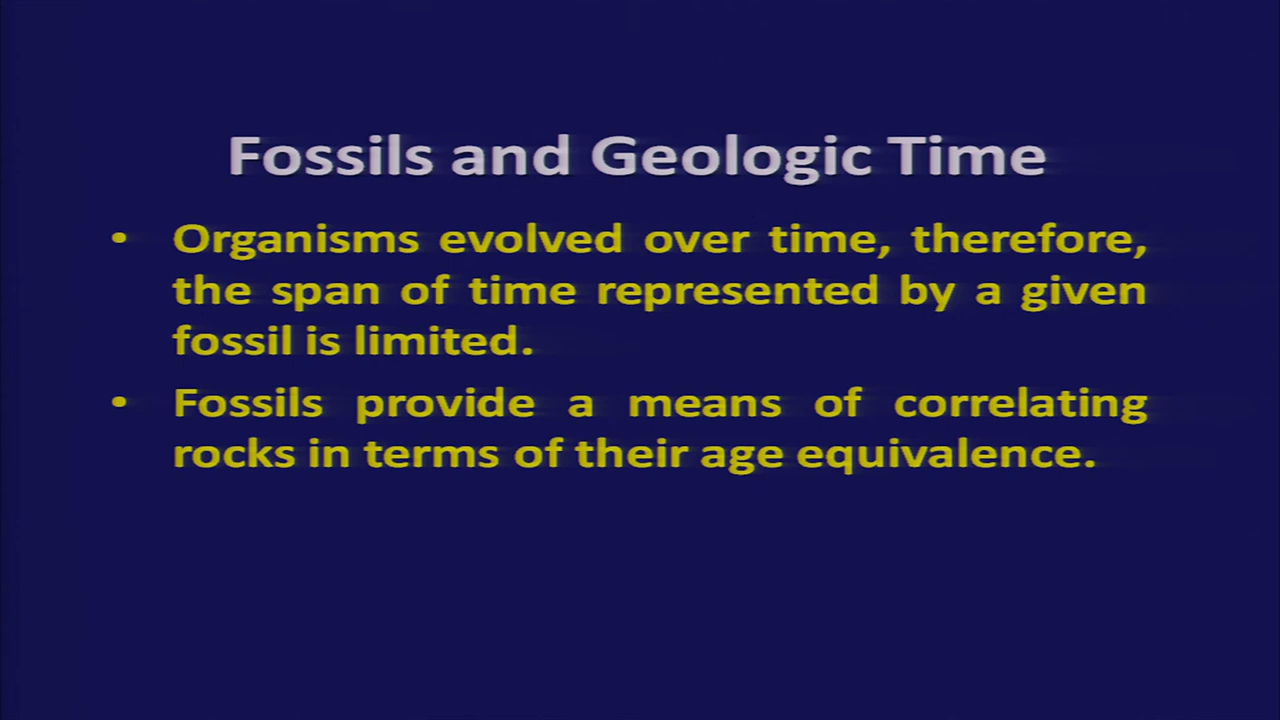 Fossils and Geologic Time
• Organisms evolved over time, therefore,
the span of time represented by a given
fossil is limited.
• Fossils provide a means of correlating
rocks in terms of their age equivalence.